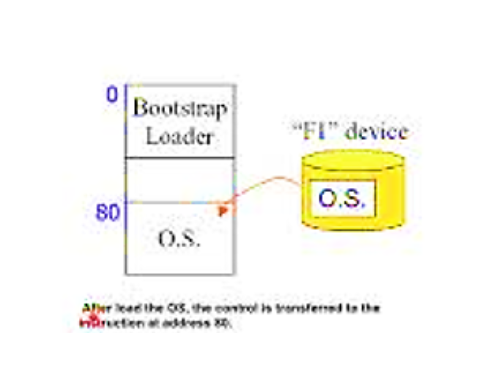 0
Bootstrap
Loader
"F1" device
O.S.
80
O.S.
After load the OS, the control is transferred to the
instruction at address 80.